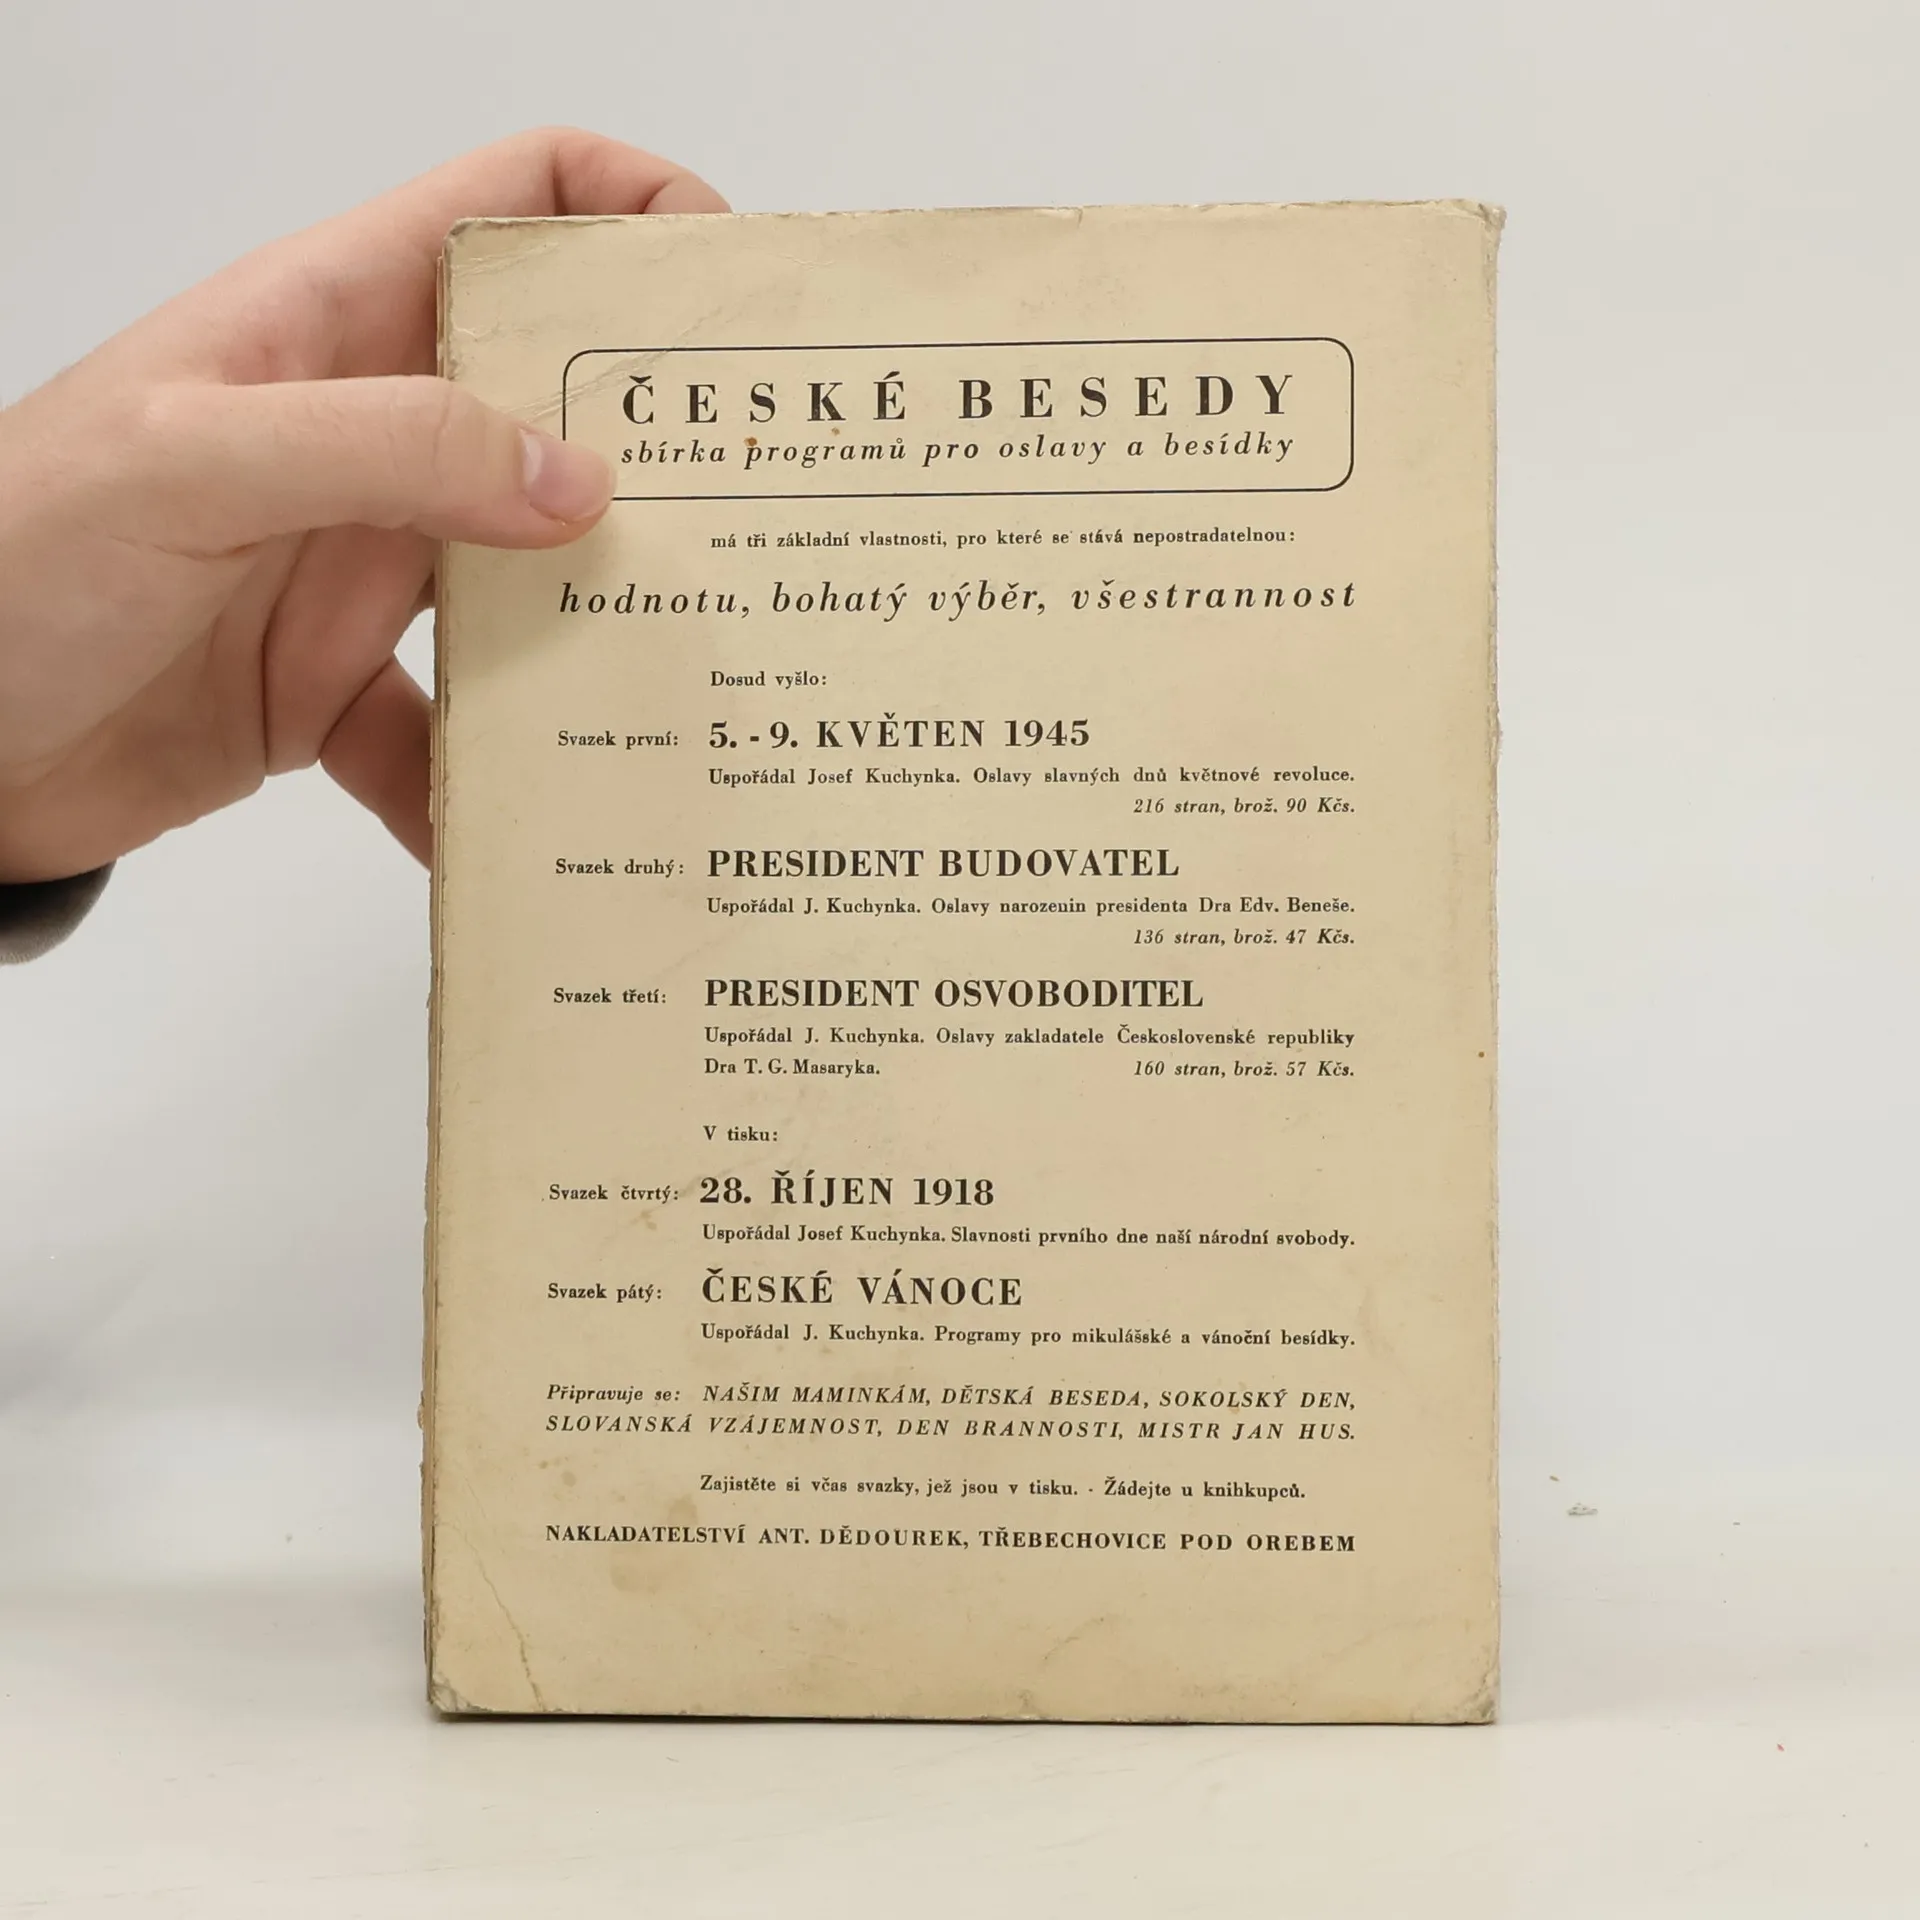 ČESKÉ BESEDY
sbírka programů pro oslavy a besídky
má tři základní vlastnosti, pro které se stává nepostradatelnou:
hodnotu, bohatý výběr, všestrannost
Dosud vyšlo:
Svazek první: 5. - 9. KVĚTEN 1945
Uspořádal Josef Kuchynka. Oslavy slavných dnů květnové revoluce.
216 stran, brož. 90 Kčs.
Svazek druhý: PRESIDENT BUDOVATEL
Uspořádal J. Kuchynka. Oslavy narozenin presidenta Dra Edv. Beneše.
136 stran, brož. 47 Kčs.
Svazek třetí: PRESIDENT OSVOBODITEL
Uspořádal J. Kuchynka. Oslavy zakladatele Československé republiky
Dra T. G. Masaryka. 160 stran, brož. 57 Kčs.
V tisku:
Svazek čtvrtý: 28. ŘÍJEN 1918
Uspořádal Josef Kuchynka. Slavnosti prvního dne naší národní svobody.
Svazek pátý: ČESKÉ VÁNOCE
Uspořádal J. Kuchynka. Programy pro mikulášské a vánoční besídky.
Připravuje se: NAŠIM MAMINKÁM, DĚTSKÁ BESEDA, SOKOLSKÝ DEN,
SLOVANSKÁ VZÁJEMNOST, DEN BRANNOSTI, MISTR JAN HUS.
Zajistěte si včas svazky, jež jsou v tisku. - Žádejte u knihkupců.
NAKLADATELSTVÍ ANT. DĚDOUREK, TŘEBECHOVICE POD OREBEM